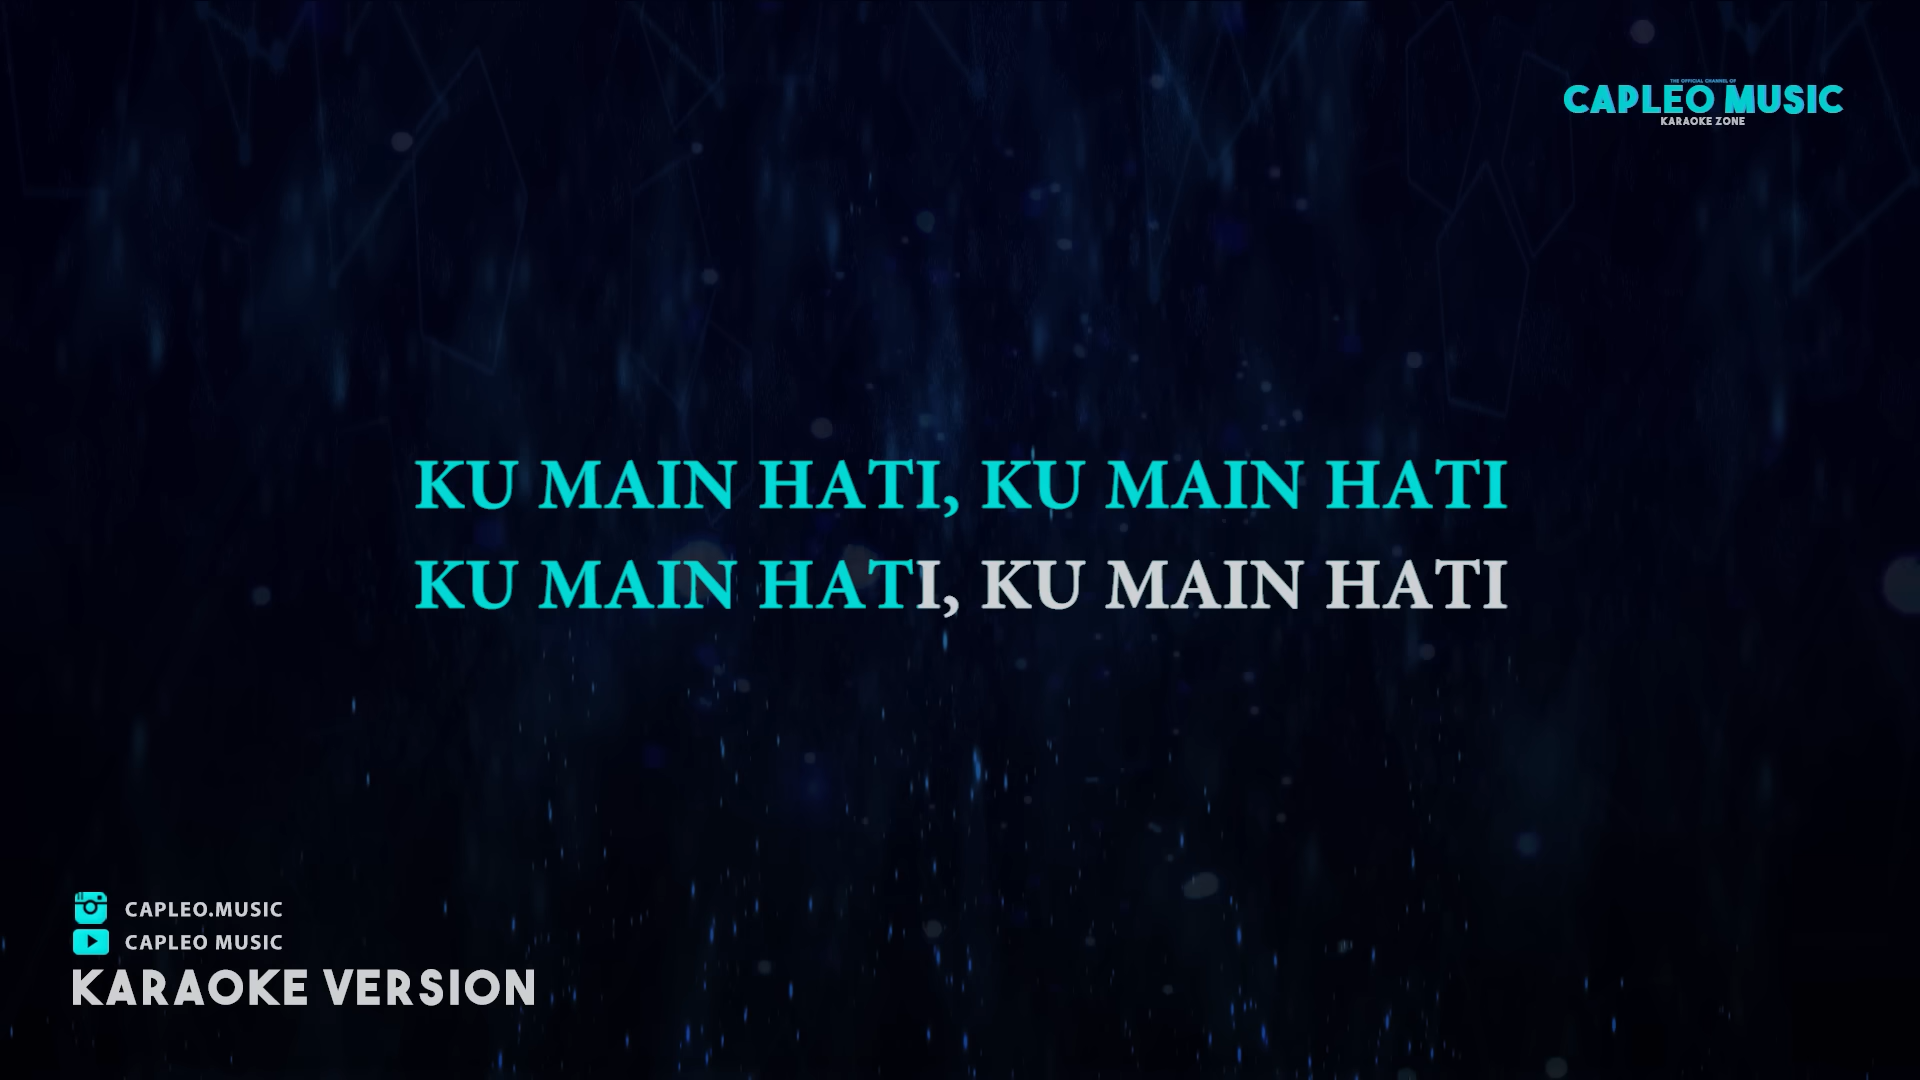 THE OFFICIAL CHANNEL OF
CAPLEO MUSIC
KARAOKE ZONE
KU MAIN HATI, KU MAIN HATI
KU MAIN HATI, KU MAIN HATI
CAPLEO.MUSIC
CAPLEO MUSIC
KARAOKE VERSION